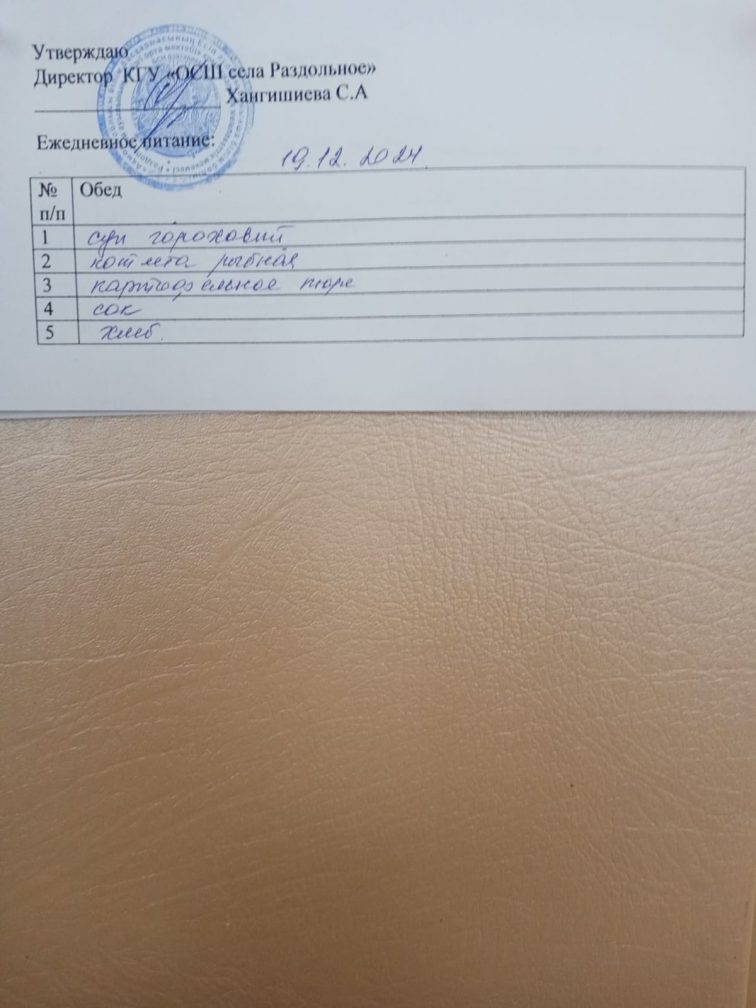 Утверждаю
Директор КГУ «ОСШ села Раздольное»
Хангишиева С.А
Ежедневное питание:
19.12.2024
№ п/п Обед
1 суп гороховый
2 котлета рыбная
3 картофельное пюре
4 сок
5 хлеб.